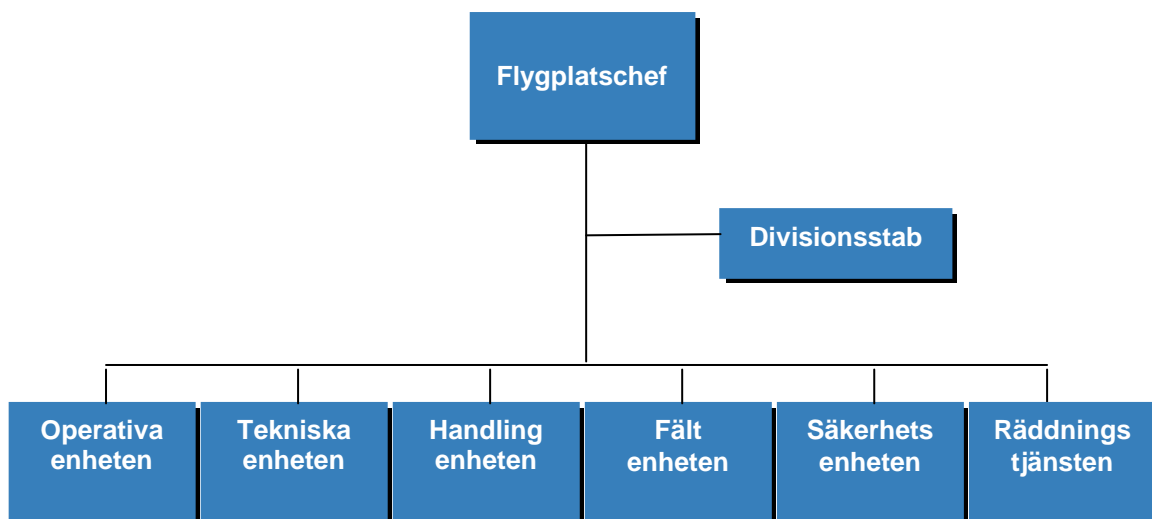 Flygplatschef
Divisionsstab
Operativa
enheten
Tekniska
enheten
Handling
enheten
Fält
enheten
Säkerhets
enheten
Räddnings
tjänsten